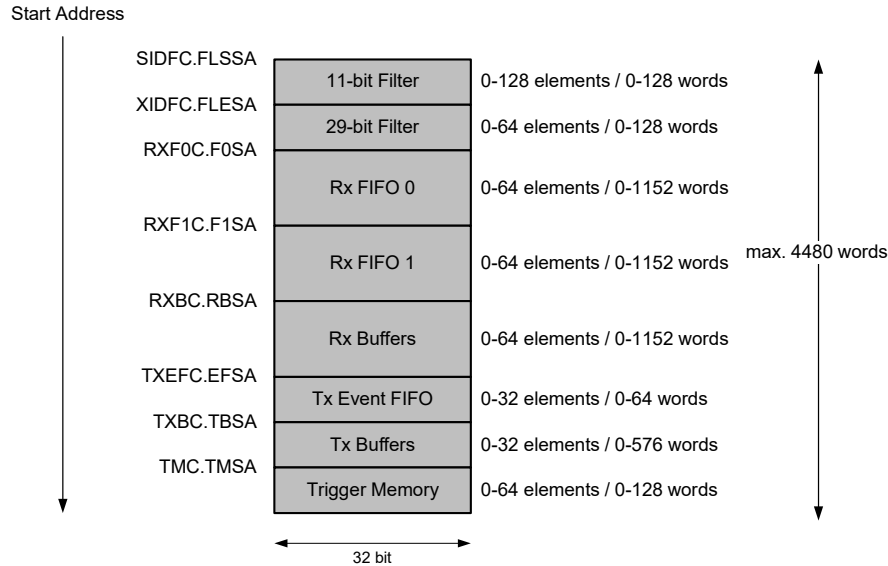 Start Address
SIDFC.FLSSA
11-bit Filter 0-128 elements / 0-128 words
XIDFC.FLESA
29-bit Filter 0-64 elements / 0-128 words
RXF0C.F0SA
Rx FIFO 0 0-64 elements / 0-1152 words
RXF1C.F1SA
max. 4480 words
Rx FIFO 1 0-64 elements / 0-1152 words
RXBC.RBSA
Rx Buffers 0-64 elements / 0-1152 words
TXEFC.EFSA
Tx Event FIFO 0-32 elements / 0-64 words
TXBC.TBSA
Tx Buffers 0-32 elements / 0-576 words
TMC.TMSA
Trigger Memory 0-64 elements / 0-128 words
32 bit